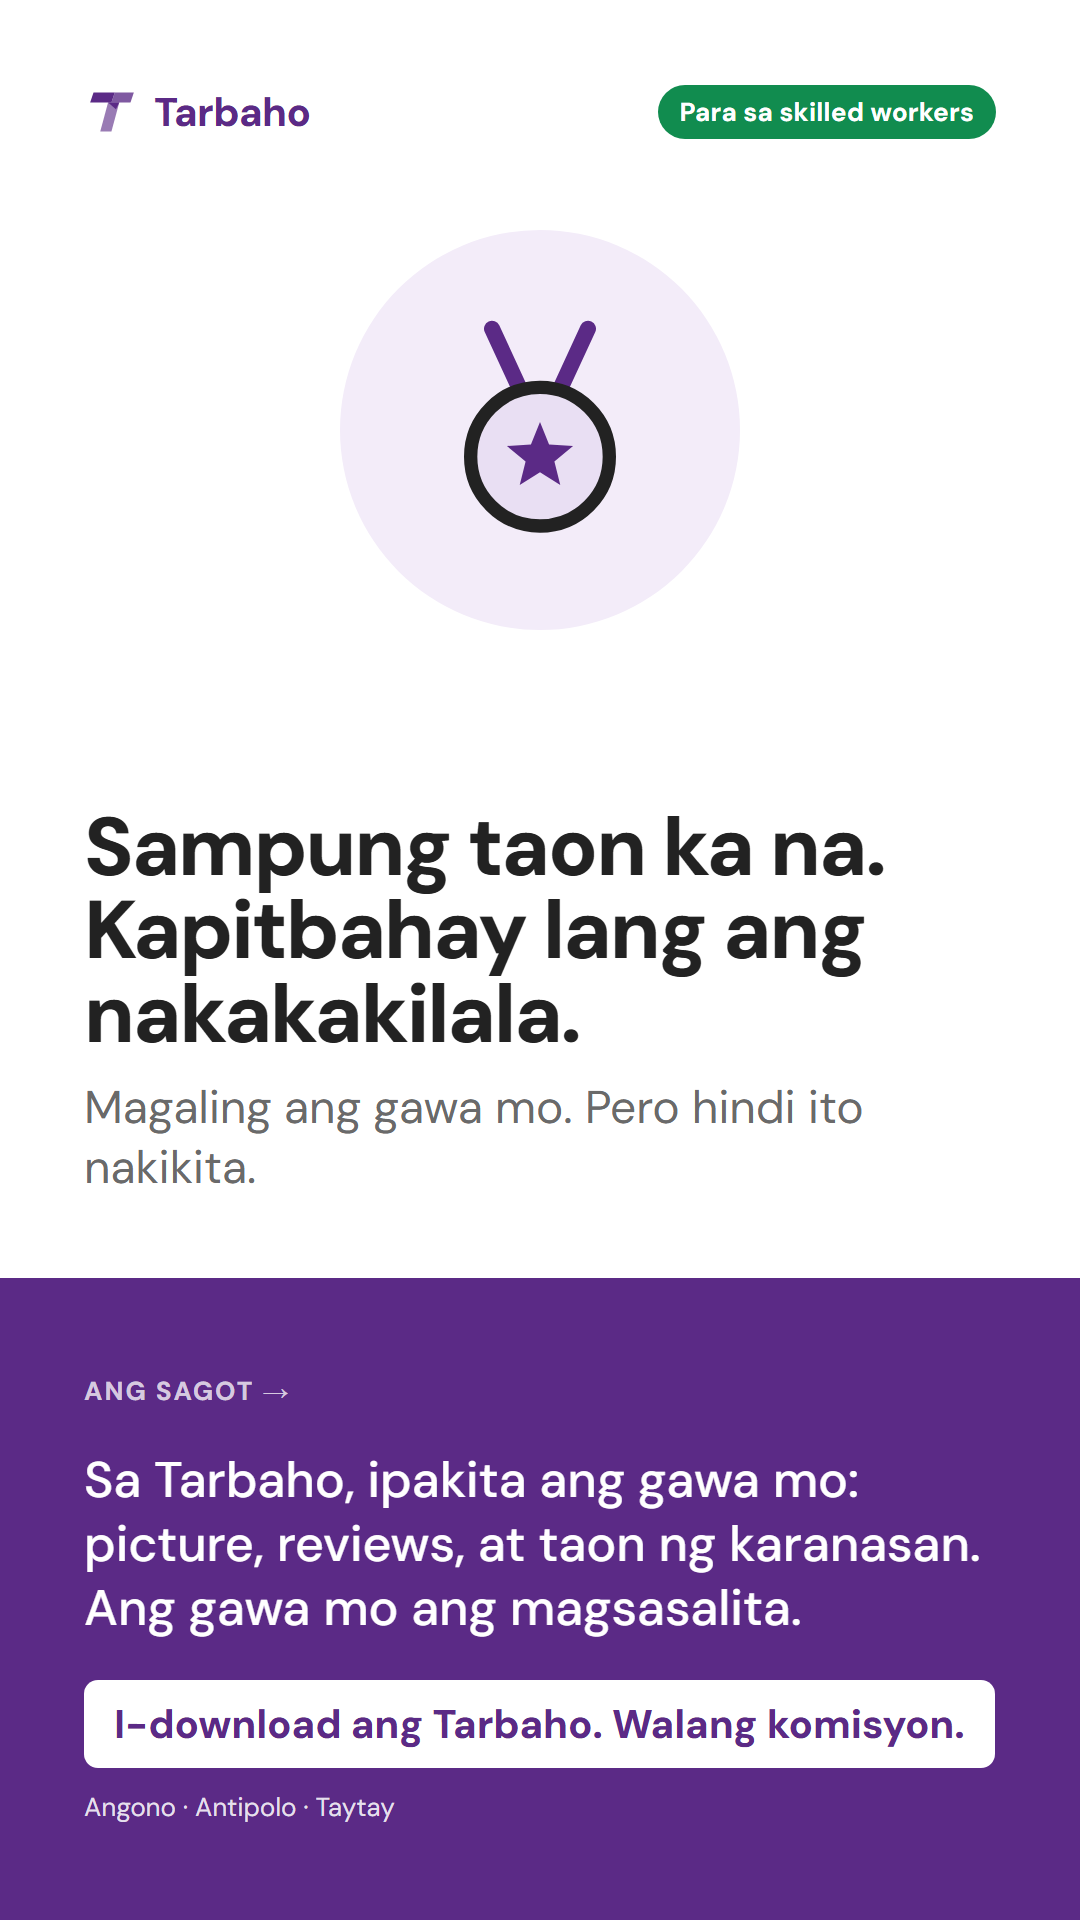 Tarbaho
Para sa skilled workers
Sampung taon ka na.
Kapitbahay lang ang
nakakakilala.
Magaling ang gawa mo. Pero hindi ito
nakikita.
ANG SAGOT →
Sa Tarbaho, ipakita ang gawa mo:
picture, reviews, at taon ng karanasan.
Ang gawa mo ang magsasalita.
I-download ang Tarbaho. Walang komisyon.
Angono · Antipolo · Taytay